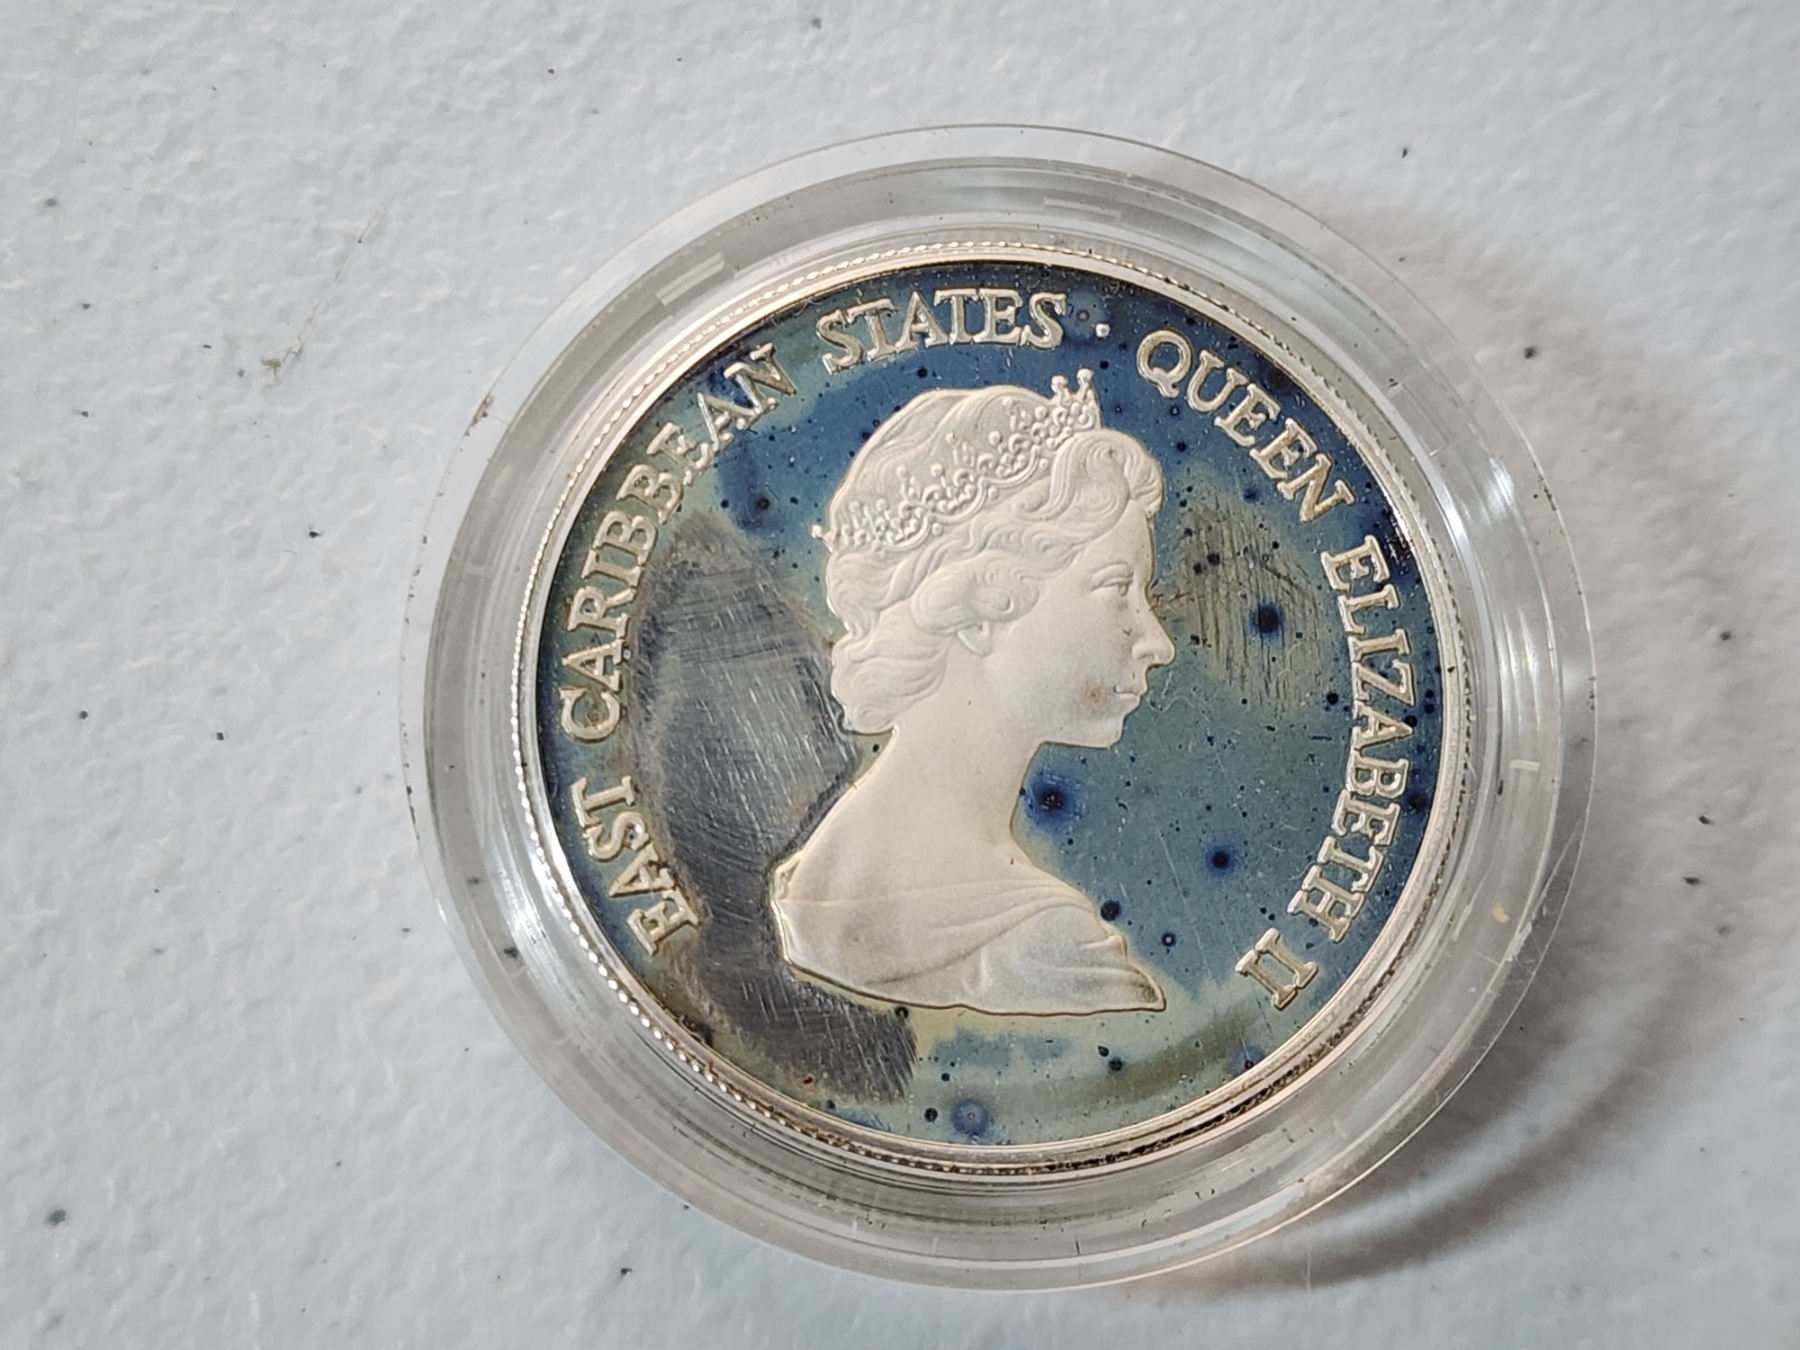 EAST CARIBBEAN STATES · QUEEN ELIZABETH II